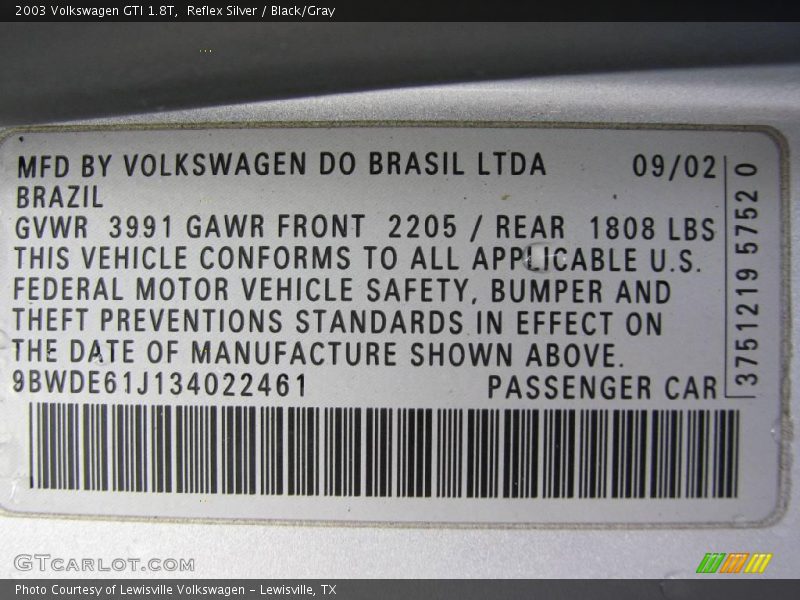 2003 Volkswagen GTI 1.8T,  Reflex Silver / Black/Gray
MFD BY VOLKSWAGEN DO BRASIL LTDA 09/02
BRAZIL
GVWR 3991 GAWR FRONT 2205 / REAR 1808 LBS
THIS VEHICLE CONFORMS TO ALL APPLICABLE U.S.
FEDERAL MOTOR VEHICLE SAFETY, BUMPER AND
THEFT PREVENTIONS STANDARDS IN EFFECT ON
THE DATE OF MANUFACTURE SHOWN ABOVE.
9BWDE61J134022461 PASSENGER CAR
3751219 5752 0
GTCARLOT.COM
Photo Courtesy of Lewisville Volkswagen - Lewisville, TX